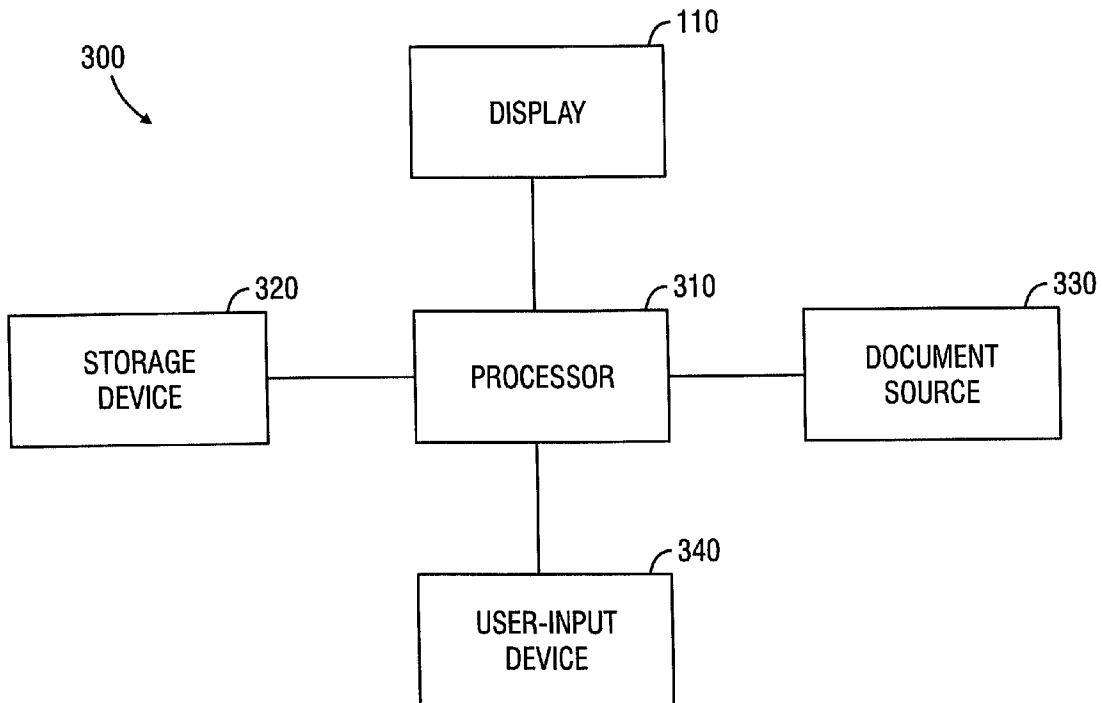 110
300
DISPLAY
320
310
330
STORAGE
DEVICE
PROCESSOR
DOCUMENT
SOURCE
340
USER-INPUT
DEVICE